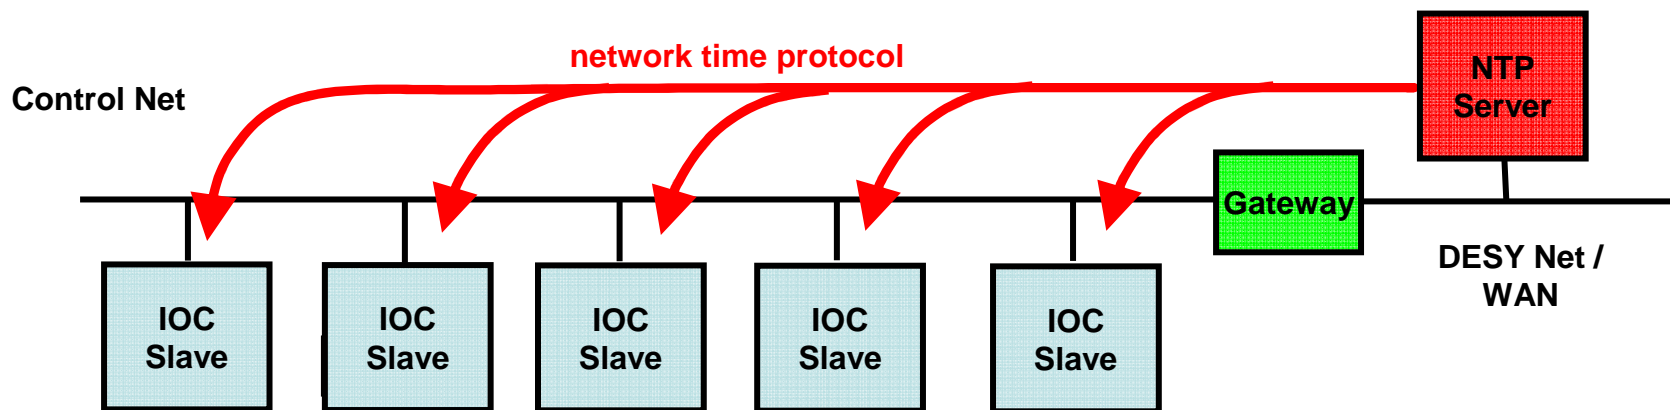 network time protocol
NTP
Server
Control Net
Gateway
DESY Net /
WAN
IOC
Slave
IOC
Slave
IOC
Slave
IOC
Slave
IOC
Slave